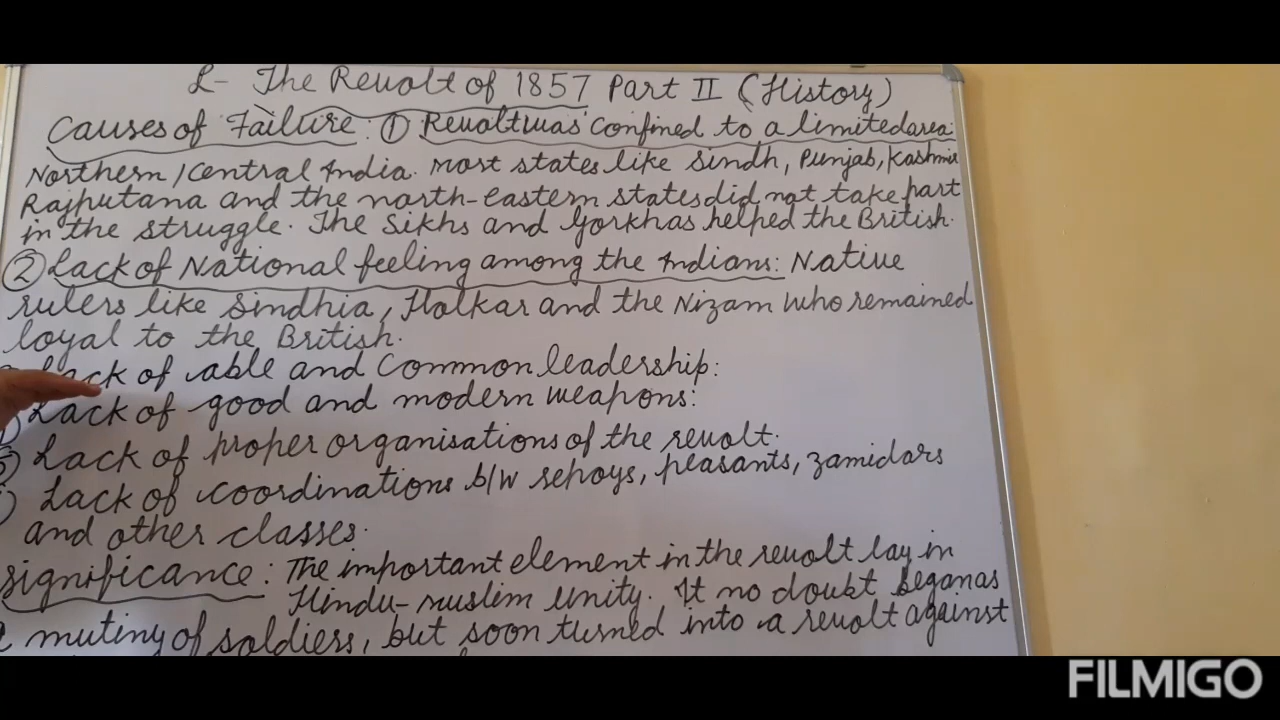 L- The Revolt of 1857 Part II (History)
Causes of Failure: ① Revolt was confined to a limited area:
Northern/Central India. Most states like Sindh, Punjab, Kashmir
Rajputana and the north-eastern states did not take part
in the struggle. The Sikhs and Gorkhas helped the British.
② Lack of National feeling among the Indians: Native
rulers like Sindhia, Holkar and the Nizam who remained
loyal to the British.
Lack of able and Common leadership:
Lack of good and modern weapons:
Lack of proper organisations of the revolt.
Lack of coordinations b/w sepoys, peasants, zamidars
and other classes.
Significance: The important element in the revolt lay in
Hindu-Muslim unity. It no doubt began as
a mutiny of soldiers, but soon turned into a revolt against
FILMIGO